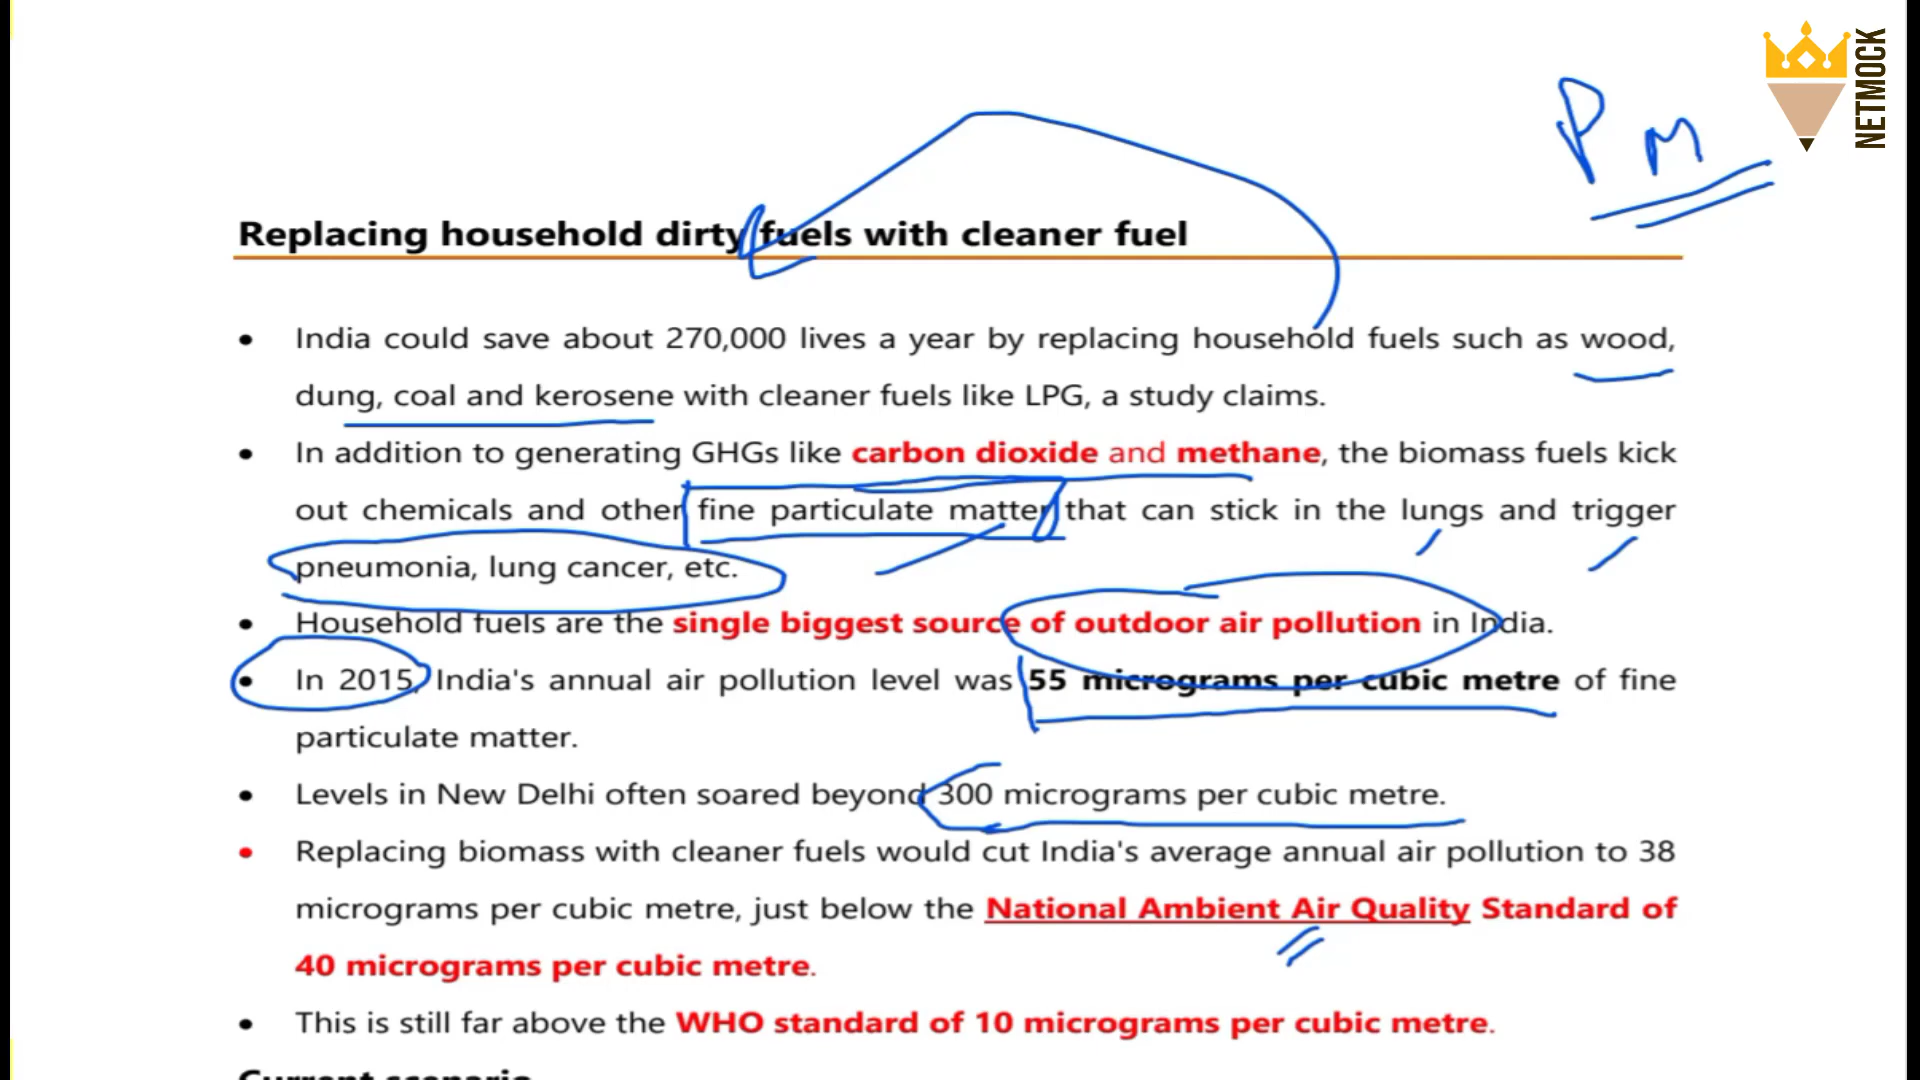 NETMOCK
PM
Replacing household dirty fuels with cleaner fuel
• India could save about 270,000 lives a year by replacing household fuels such as wood,
dung, coal and kerosene with cleaner fuels like LPG, a study claims.
• In addition to generating GHGs like carbon dioxide and methane, the biomass fuels kick
out chemicals and other fine particulate matter that can stick in the lungs and trigger
pneumonia, lung cancer, etc.
• Household fuels are the single biggest source of outdoor air pollution in India.
• In 2015, India's annual air pollution level was 55 micrograms per cubic metre of fine
particulate matter.
• Levels in New Delhi often soared beyond 300 micrograms per cubic metre.
• Replacing biomass with cleaner fuels would cut India's average annual air pollution to 38
micrograms per cubic metre, just below the National Ambient Air Quality Standard of
40 micrograms per cubic metre.
• This is still far above the WHO standard of 10 micrograms per cubic metre.
Current scenario